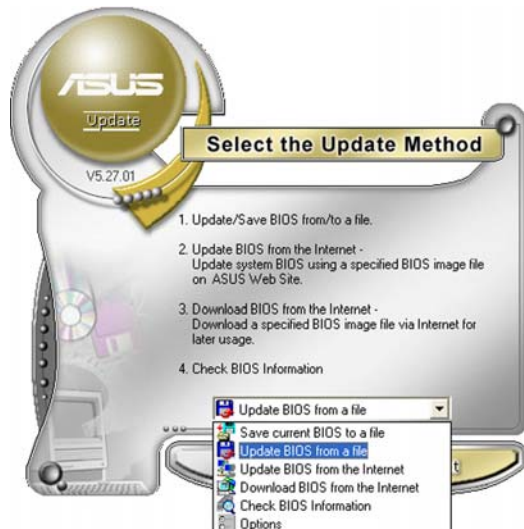 ASUS
Update
V5.27.01
Select the Update Method
1. Update/Save BIOS from/to a file.
2. Update BIOS from the Internet -
Update system BIOS using a specified BIOS image file
on ASUS Web Site.
3. Download BIOS from the Internet -
Download a specified BIOS image file via Internet for
later usage.
4. Check BIOS Information
Update BIOS from a file
Save current BIOS to a file
Update BIOS from a file
Update BIOS from the Internet
Download BIOS from the Internet
Check BIOS Information
Options